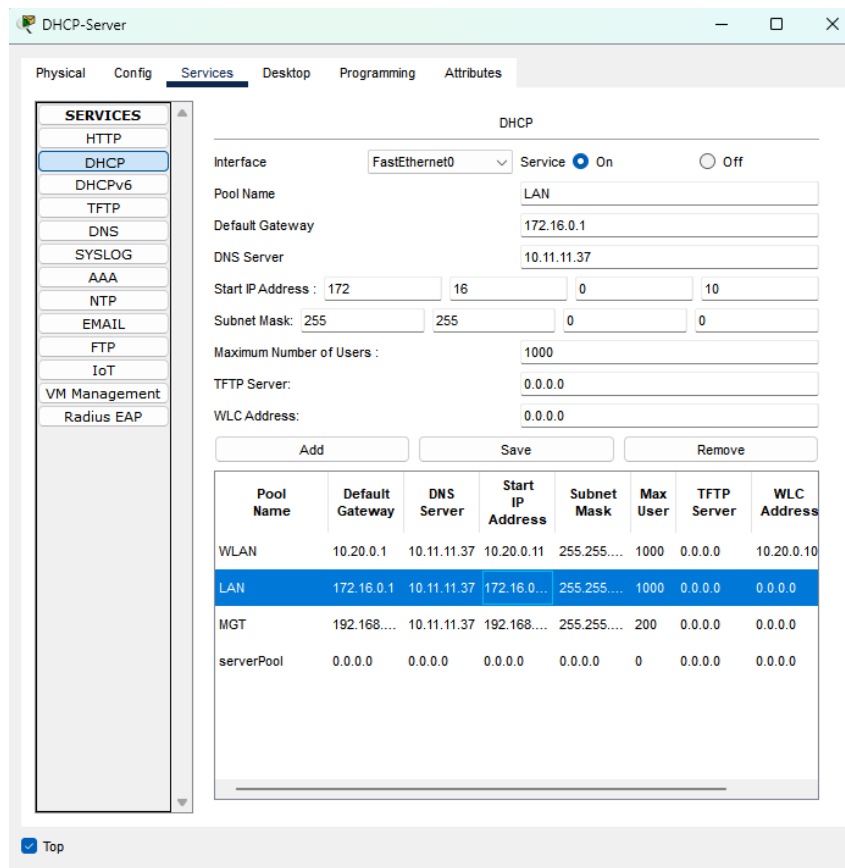 DHCP-Server
Physical Config Services Desktop Programming Attributes
SERVICES
HTTP
DHCP
DHCPv6
TFTP
DNS
SYSLOG
AAA
NTP
EMAIL
FTP
IoT
VM Management
Radius EAP
DHCP
Interface FastEthernet0 Service On Off
Pool Name LAN
Default Gateway 172.16.0.1
DNS Server 10.11.11.37
Start IP Address : 172 16 0 10
Subnet Mask: 255 255 0 0
Maximum Number of Users : 1000
TFTP Server: 0.0.0.0
WLC Address: 0.0.0.0
Add Save Remove
Pool Name Default Gateway DNS Server Start IP Address Subnet Mask Max User TFTP Server WLC Address
WLAN 10.20.0.1 10.11.11.37 10.20.0.11 255.255.... 1000 0.0.0.0 10.20.0.10
LAN 172.16.0.1 10.11.11.37 172.16.0... 255.255.... 1000 0.0.0.0 0.0.0.0
MGT 192.168.... 10.11.11.37 192.168.... 255.255.... 200 0.0.0.0 0.0.0.0
serverPool 0.0.0.0 0.0.0.0 0.0.0.0 0.0.0.0 0 0.0.0.0 0.0.0.0
Top